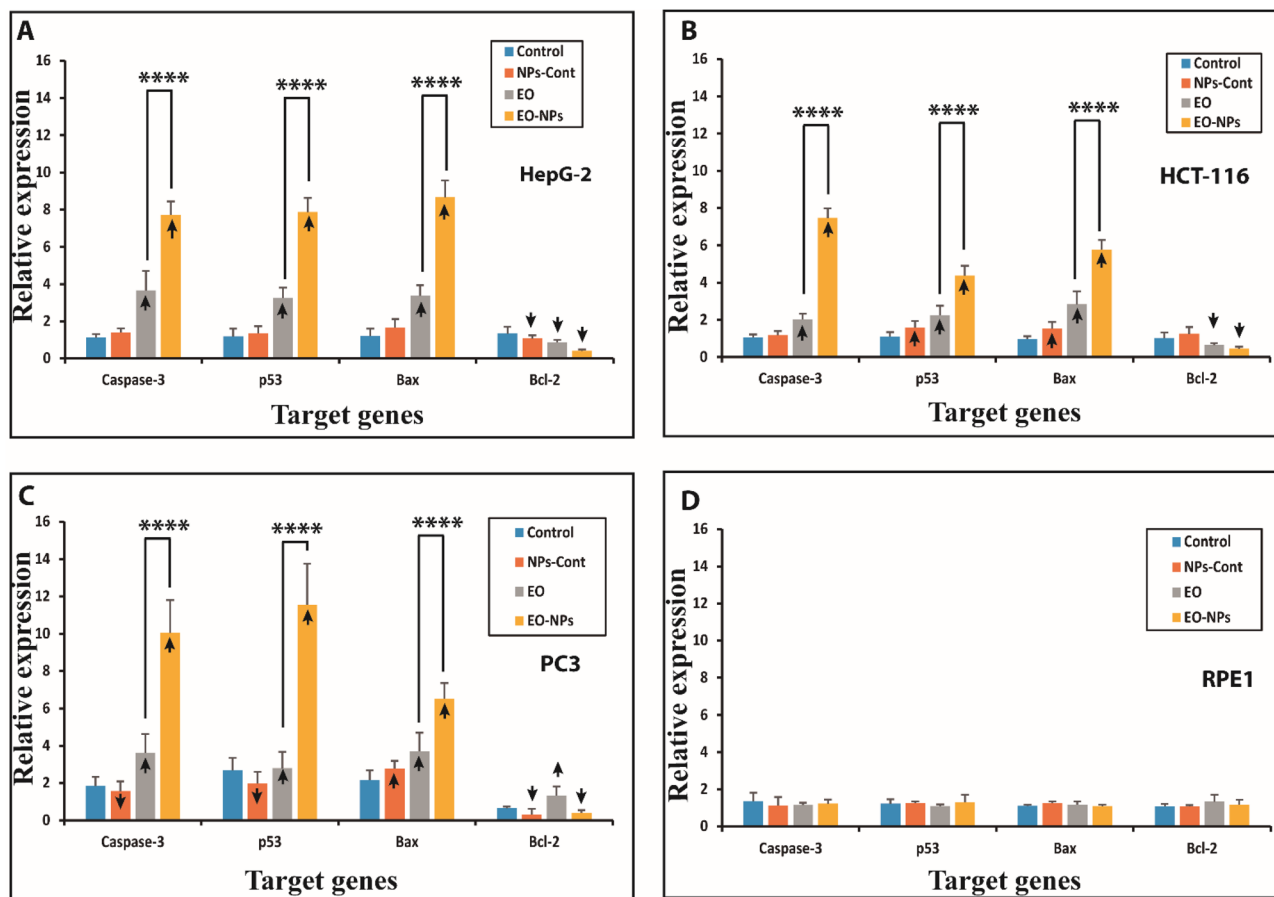 A
Control
NPs-Cont
EO
EO-NPs
HepG-2
Relative expression
16
14
12
10
8
6
4
2
0
**** **** ****
Caspase-3 p53 Bax Bcl-2
Target genes
B
Control
NPs-Cont
EO
EO-NPs
HCT-116
Relative expression
16
14
12
10
8
6
4
2
0
**** **** ****
Caspase-3 p53 Bax Bcl-2
Target genes
C
Control
NPs-Cont
EO
EO-NPs
PC3
Relative expression
16
14
12
10
8
6
4
2
0
**** **** ****
Caspase-3 p53 Bax Bcl-2
Target genes
D
Control
NPs-Cont
EO
EO-NPs
RPE1
Relative expression
16
14
12
10
8
6
4
2
0
Caspase-3 p53 Bax Bcl-2
Target genes